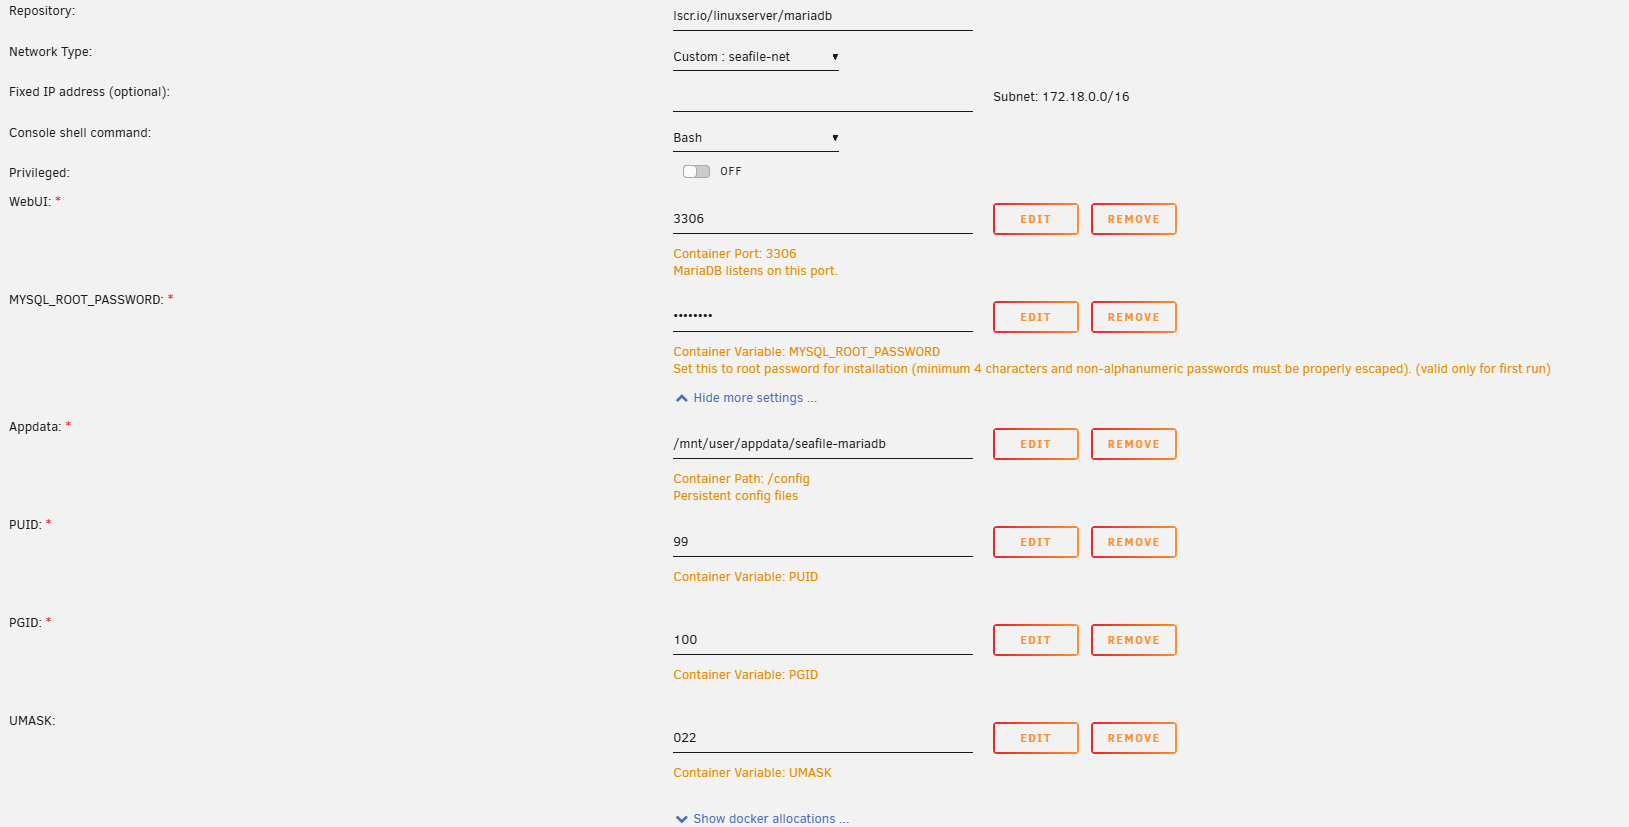 Repository:
lscr.io/linuxserver/mariadb
Network Type:
Custom : seafile-net
Fixed IP address (optional):
Subnet: 172.18.0.0/16
Console shell command:
Bash
Privileged:
OFF
WebUI: *
3306
EDIT
REMOVE
Container Port: 3306
MariaDB listens on this port.
MYSQL_ROOT_PASSWORD: *
••••••••
EDIT
REMOVE
Container Variable: MYSQL_ROOT_PASSWORD
Set this to root password for installation (minimum 4 characters and non-alphanumeric passwords must be properly escaped). (valid only for first run)
Hide more settings ...
Appdata: *
/mnt/user/appdata/seafile-mariadb
EDIT
REMOVE
Container Path: /config
Persistent config files
PUID: *
99
EDIT
REMOVE
Container Variable: PUID
PGID: *
100
EDIT
REMOVE
Container Variable: PGID
UMASK:
022
EDIT
REMOVE
Container Variable: UMASK
Show docker allocations ...